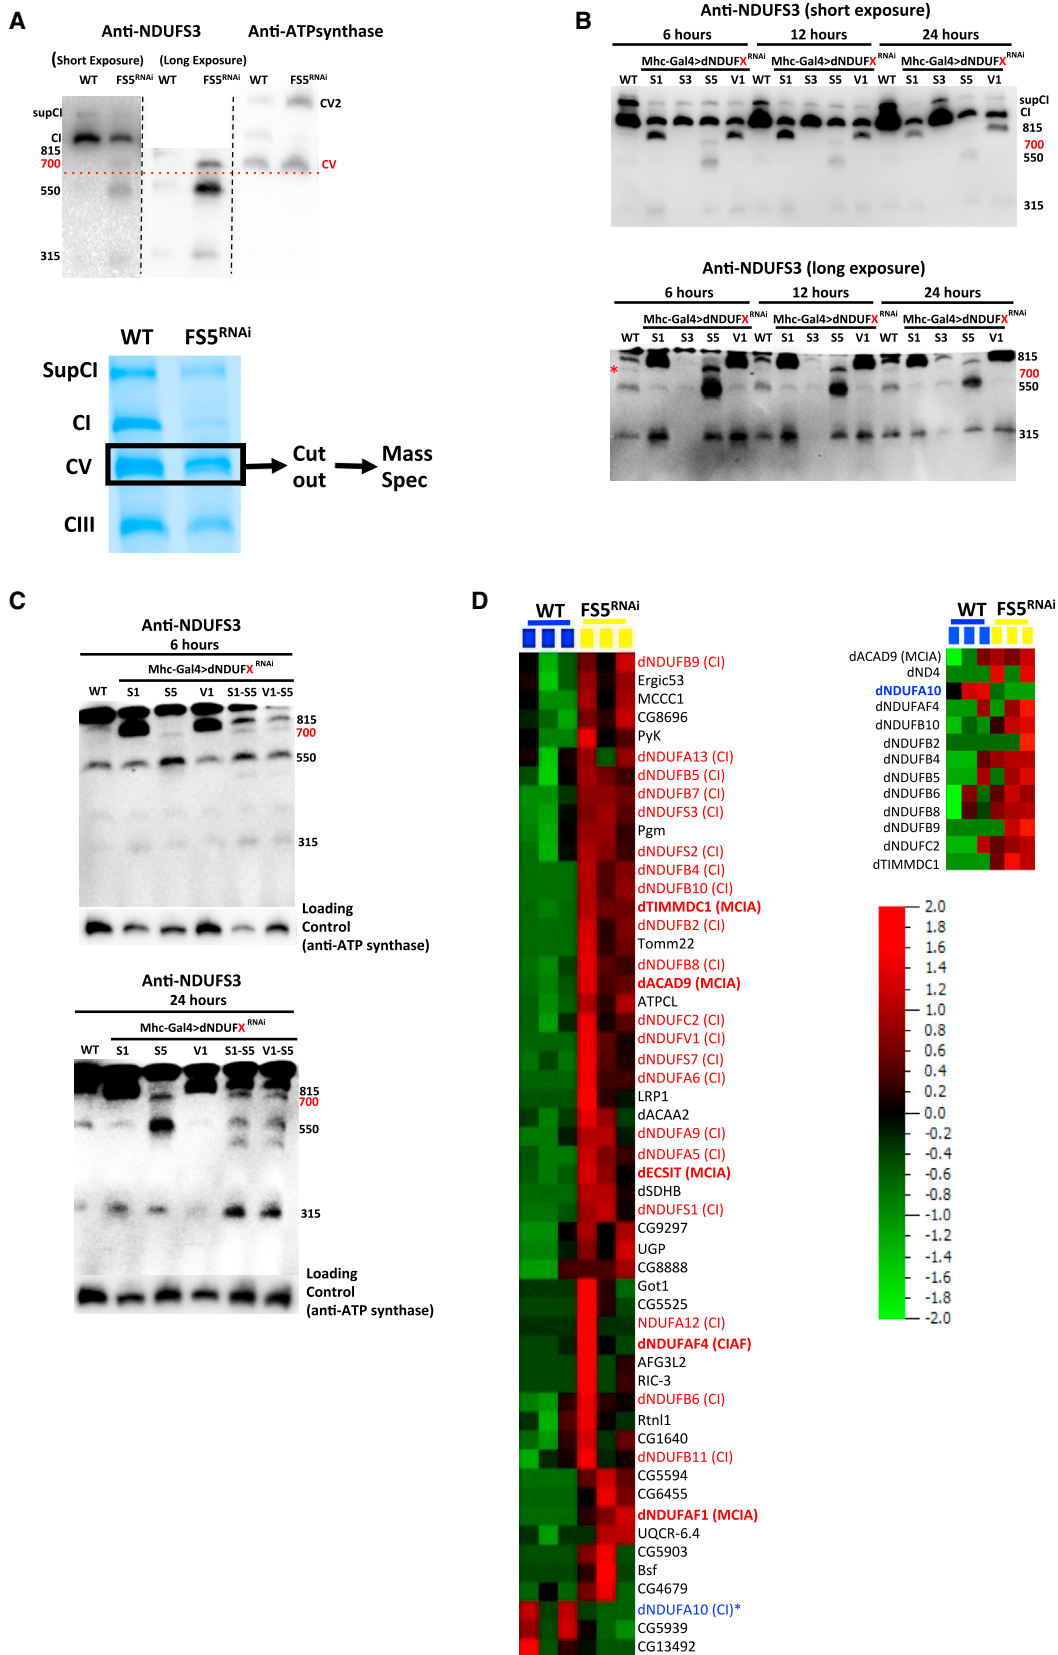 A
Anti-NDUFS3
Anti-ATPsynthase
(Short Exposure)
(Long Exposure)
WT FS5RNAi WT FS5RNAi WT FS5RNAi
supCI
CI
815
700
550
315
CV2
CV
WT FS5RNAi
SupCI
CI
CV
CIII
Cut out
Mass Spec
B
Anti-NDUFS3 (short exposure)
6 hours 12 hours 24 hours
Mhc-Gal4>dNDUFXRNAi Mhc-Gal4>dNDUFXRNAi Mhc-Gal4>dNDUFXRNAi
WT S1 S3 S5 V1 WT S1 S3 S5 V1 WT S1 S3 S5 V1
supCI
CI
815
700
550
315
Anti-NDUFS3 (long exposure)
6 hours 12 hours 24 hours
Mhc-Gal4>dNDUFXRNAi Mhc-Gal4>dNDUFXRNAi Mhc-Gal4>dNDUFXRNAi
WT S1 S3 S5 V1 WT S1 S3 S5 V1 WT S1 S3 S5 V1
*
815
700
550
315
C
Anti-NDUFS3
6 hours
Mhc-Gal4>dNDUFXRNAi
WT S1 S5 V1 S1-S5 V1-S5
815
700
550
315
Loading
Control
(anti-ATP synthase)
Anti-NDUFS3
24 hours
Mhc-Gal4>dNDUFXRNAi
WT S1 S5 V1 S1-S5 V1-S5
815
700
550
315
Loading
Control
(anti-ATP synthase)
D
WT FS5RNAi
dNDUFB9 (CI)
Ergic53
MCCC1
CG8696
PyK
dNDUFA13 (CI)
dNDUFB5 (CI)
dNDUFB7 (CI)
dNDUFS3 (CI)
Pgm
dNDUFS2 (CI)
dNDUFB4 (CI)
dNDUFB10 (CI)
dTIMMDC1 (MCIA)
dNDUFB2 (CI)
Tomm22
dNDUFB8 (CI)
dACAD9 (MCIA)
ATPCL
dNDUFC2 (CI)
dNDUFV1 (CI)
dNDUFS7 (CI)
dNDUFA6 (CI)
LRP1
dACAA2
dNDUFA9 (CI)
dNDUFA5 (CI)
dECSIT (MCIA)
dSDHB
dNDUFS1 (CI)
CG9297
UGP
CG8888
Got1
CG5525
NDUFA12 (CI)
dNDUFAF4 (CIAF)
AFG3L2
RIC-3
dNDUFB6 (CI)
Rtnl1
CG1640
dNDUFB11 (CI)
CG5594
CG6455
dNDUFAF1 (MCIA)
UQCR-6.4
CG5903
Bsf
CG4679
dNDUFA10 (CI)*
CG5939
CG13492
WT FS5RNAi
dACAD9 (MCIA)
dND4
dNDUFA10
dNDUFAF4
dNDUFB10
dNDUFB2
dNDUFB4
dNDUFB5
dNDUFB6
dNDUFB8
dNDUFB9
dNDUFC2
dTIMMDC1
2.0
1.8
1.6
1.4
1.2
1.0
0.8
0.6
0.4
0.2
0.0
-0.2
-0.4
-0.6
-0.8
-1.0
-1.2
-1.4
-1.6
-1.8
-2.0